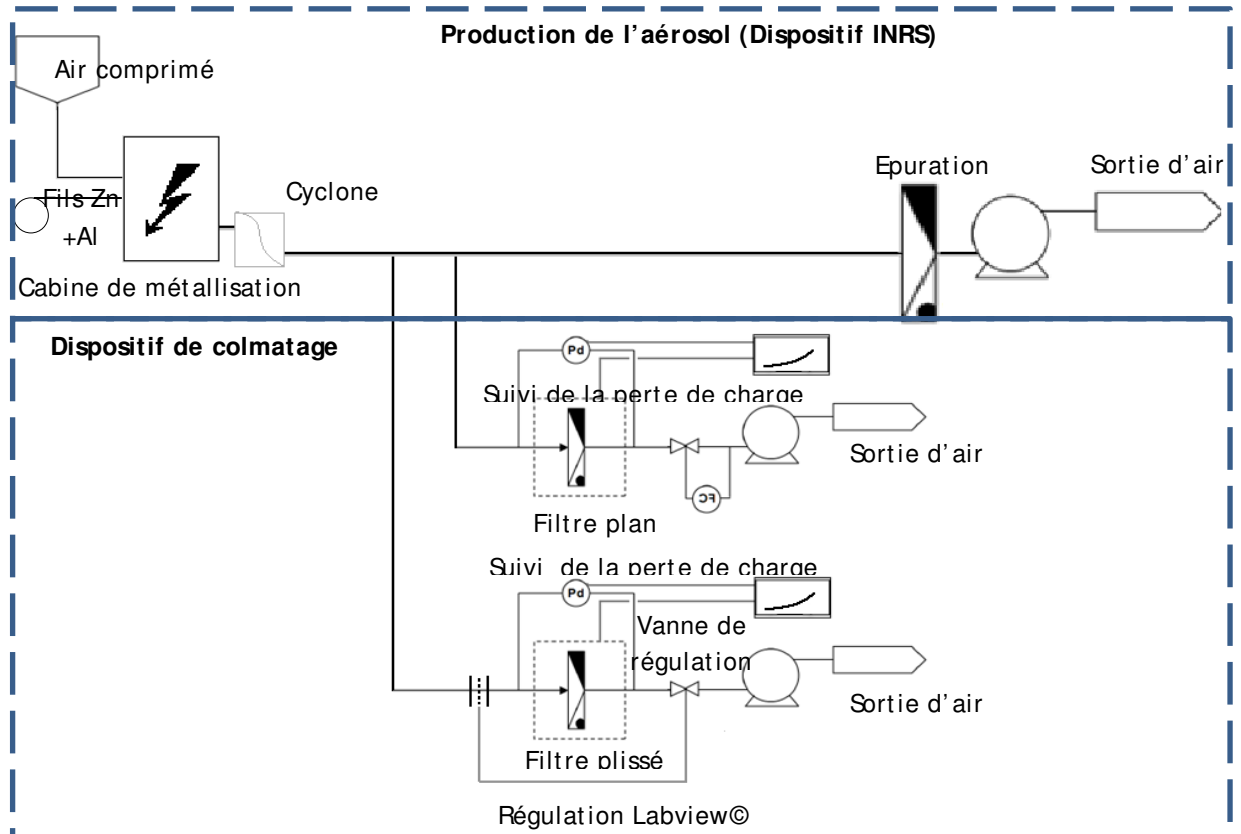 Production de l'aérosol (Dispositif INRS)
Air comprimé
Epuration
Sortie d'air
Fils Zn
+Al
Cyclone
Cabine de métallisation
Dispositif de colmatage
Pd
Suivi de la perte de charge
Sortie d'air
FC
Filtre plan
Suivi de la perte de charge
Pd
Vanne de
régulation
Sortie d'air
Filtre plissé
Régulation Labview©